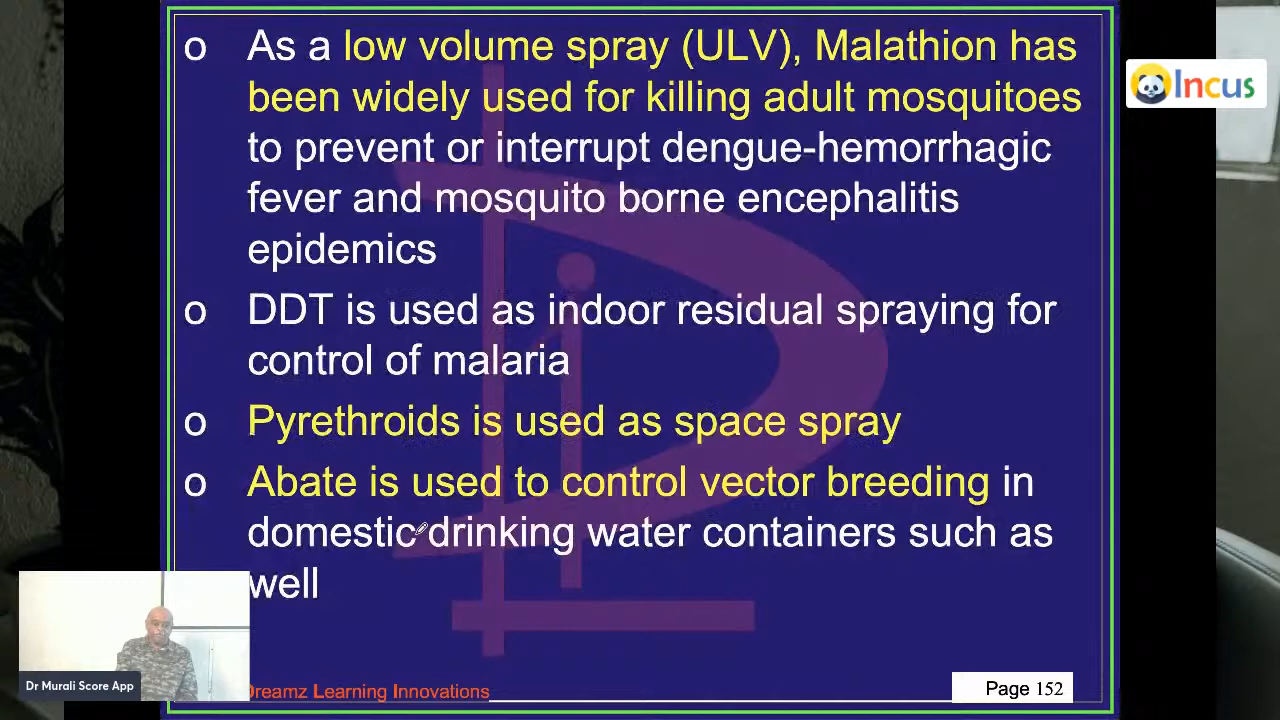 o As a low volume spray (ULV), Malathion has
been widely used for killing adult mosquitoes
to prevent or interrupt dengue-hemorrhagic
fever and mosquito borne encephalitis
epidemics
o DDT is used as indoor residual spraying for
control of malaria
o Pyrethroids is used as space spray
o Abate is used to control vector breeding in
domestic drinking water containers such as
well
Incus
Dr Murali Score App
Dreamz Learning Innovations
Page 152